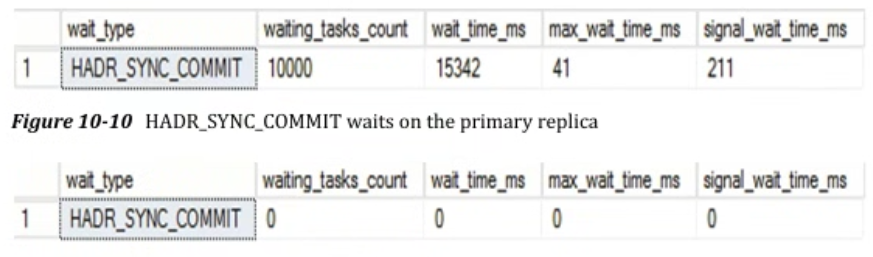 wait_type waiting_tasks_count wait_time_ms max_wait_time_ms signal_wait_time_ms
1 HADR_SYNC_COMMIT 10000 15342 41 211
Figure 10-10 HADR_SYNC_COMMIT waits on the primary replica
wait_type waiting_tasks_count wait_time_ms max_wait_time_ms signal_wait_time_ms
1 HADR_SYNC_COMMIT 0 0 0 0